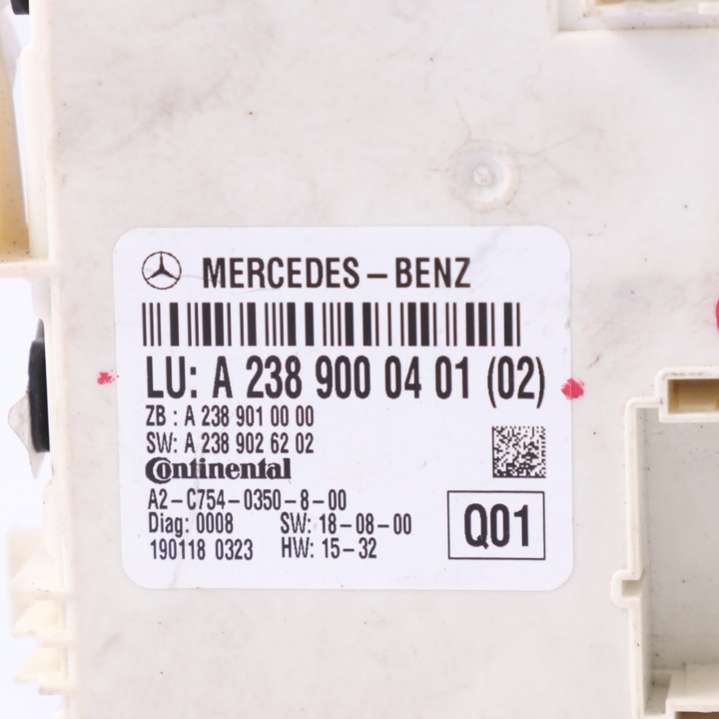 MERCEDES-BENZ
LU: A 238 900 04 01 (02)
ZB : A 238 901 00 00
SW: A 238 902 62 02
Continental
A2-C754-0350-8-00
Diag: 0008 SW: 18-08-00
190118 0323 HW: 15-32
Q01